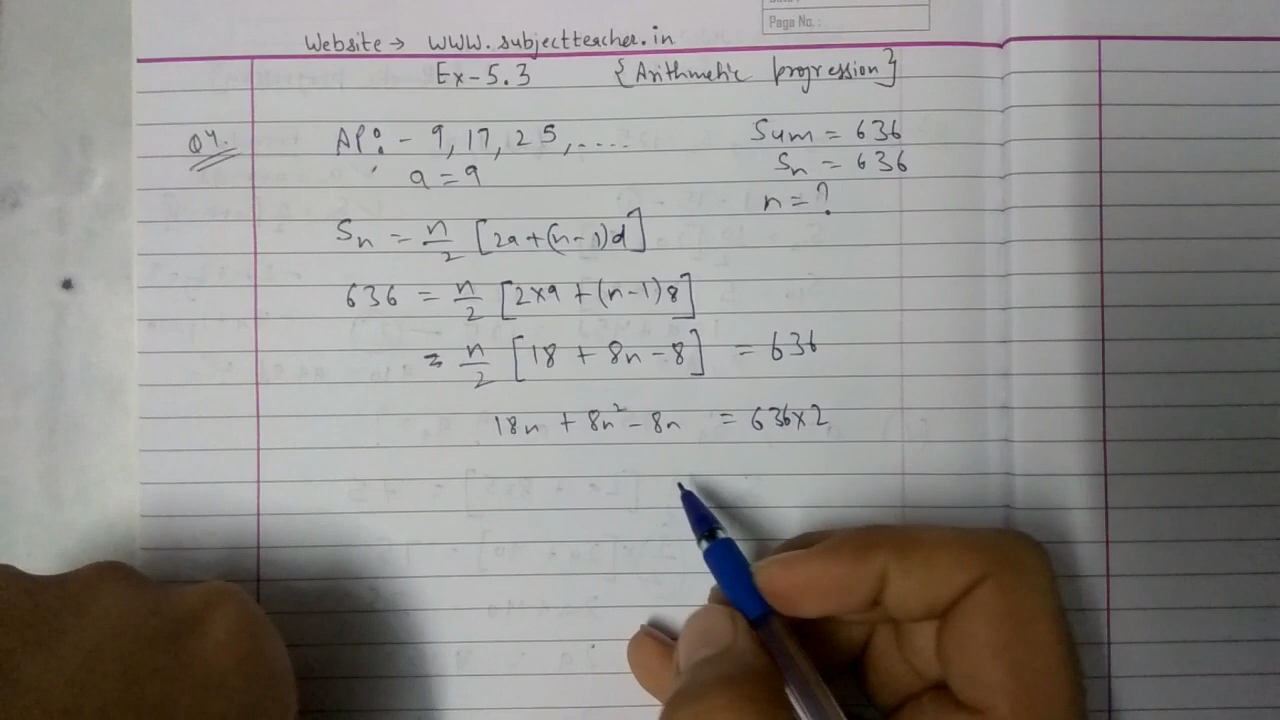 Page No. :
Website → www.subjectteacher.in
Ex-5.3 {Arithmetic progression}
Q4. AP:- 9, 17, 25, .... Sum = 636
a = 9 Sn = 636
n = ?
Sn = n/2 [2a+(n-1)d]
636 = n/2 [2×9 + (n-1)8]
= n/2 [18 + 8n - 8] = 636
18n + 8n² - 8n = 636×2